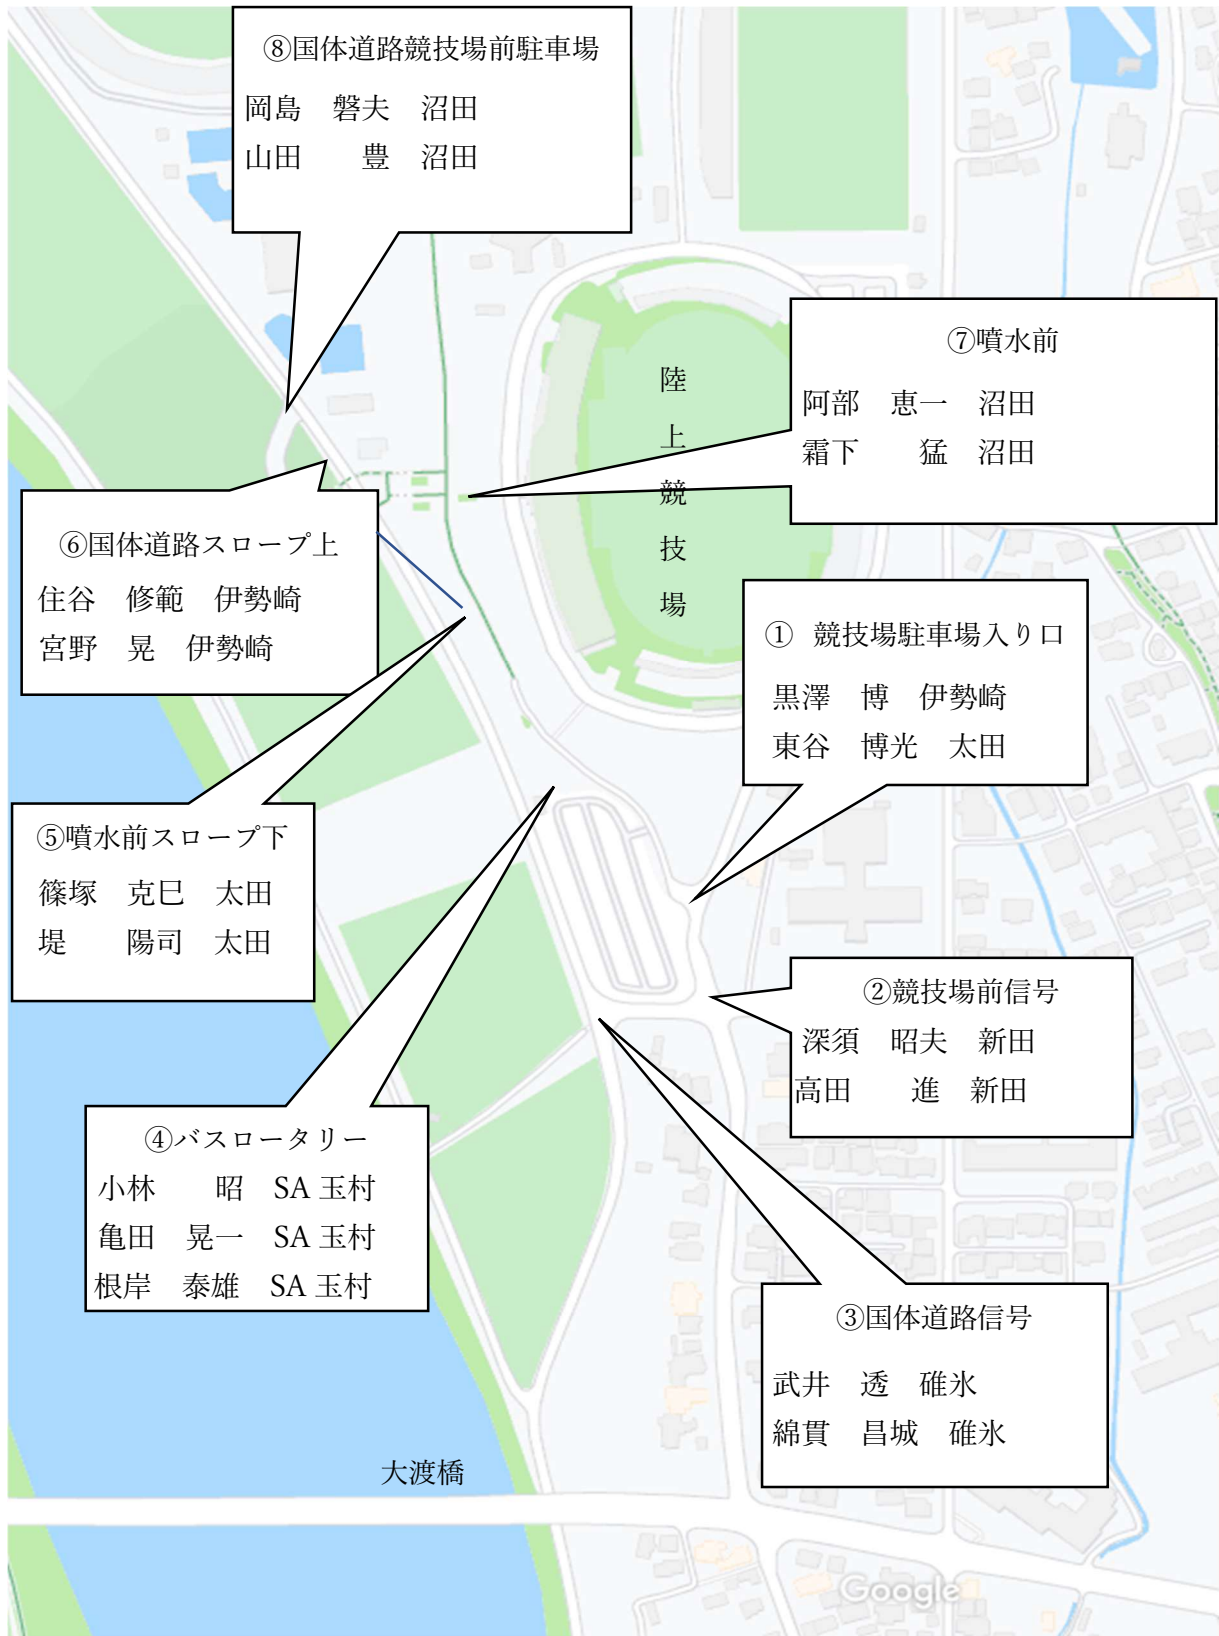 ⑧国体道路競技場前駐車場
岡島　磐夫　沼田
山田　　豊　沼田
⑦噴水前
阿部　恵一　沼田
霜下　　猛　沼田
陸上競技場
⑥国体道路スロープ上
住谷　修範　伊勢崎
宮野　晃　伊勢崎
①　競技場駐車場入り口
黒澤　博　伊勢崎
東谷　博光　太田
⑤噴水前スロープ下
篠塚　克巳　太田
堤　　陽司　太田
②競技場前信号
深須　昭夫　新田
高田　　進　新田
④バスロータリー
小林　　昭　SA 玉村
亀田　晃一　SA 玉村
根岸　泰雄　SA 玉村
③国体道路信号
武井　透　碓氷
綿貫　昌城　碓氷
大渡橋
Google